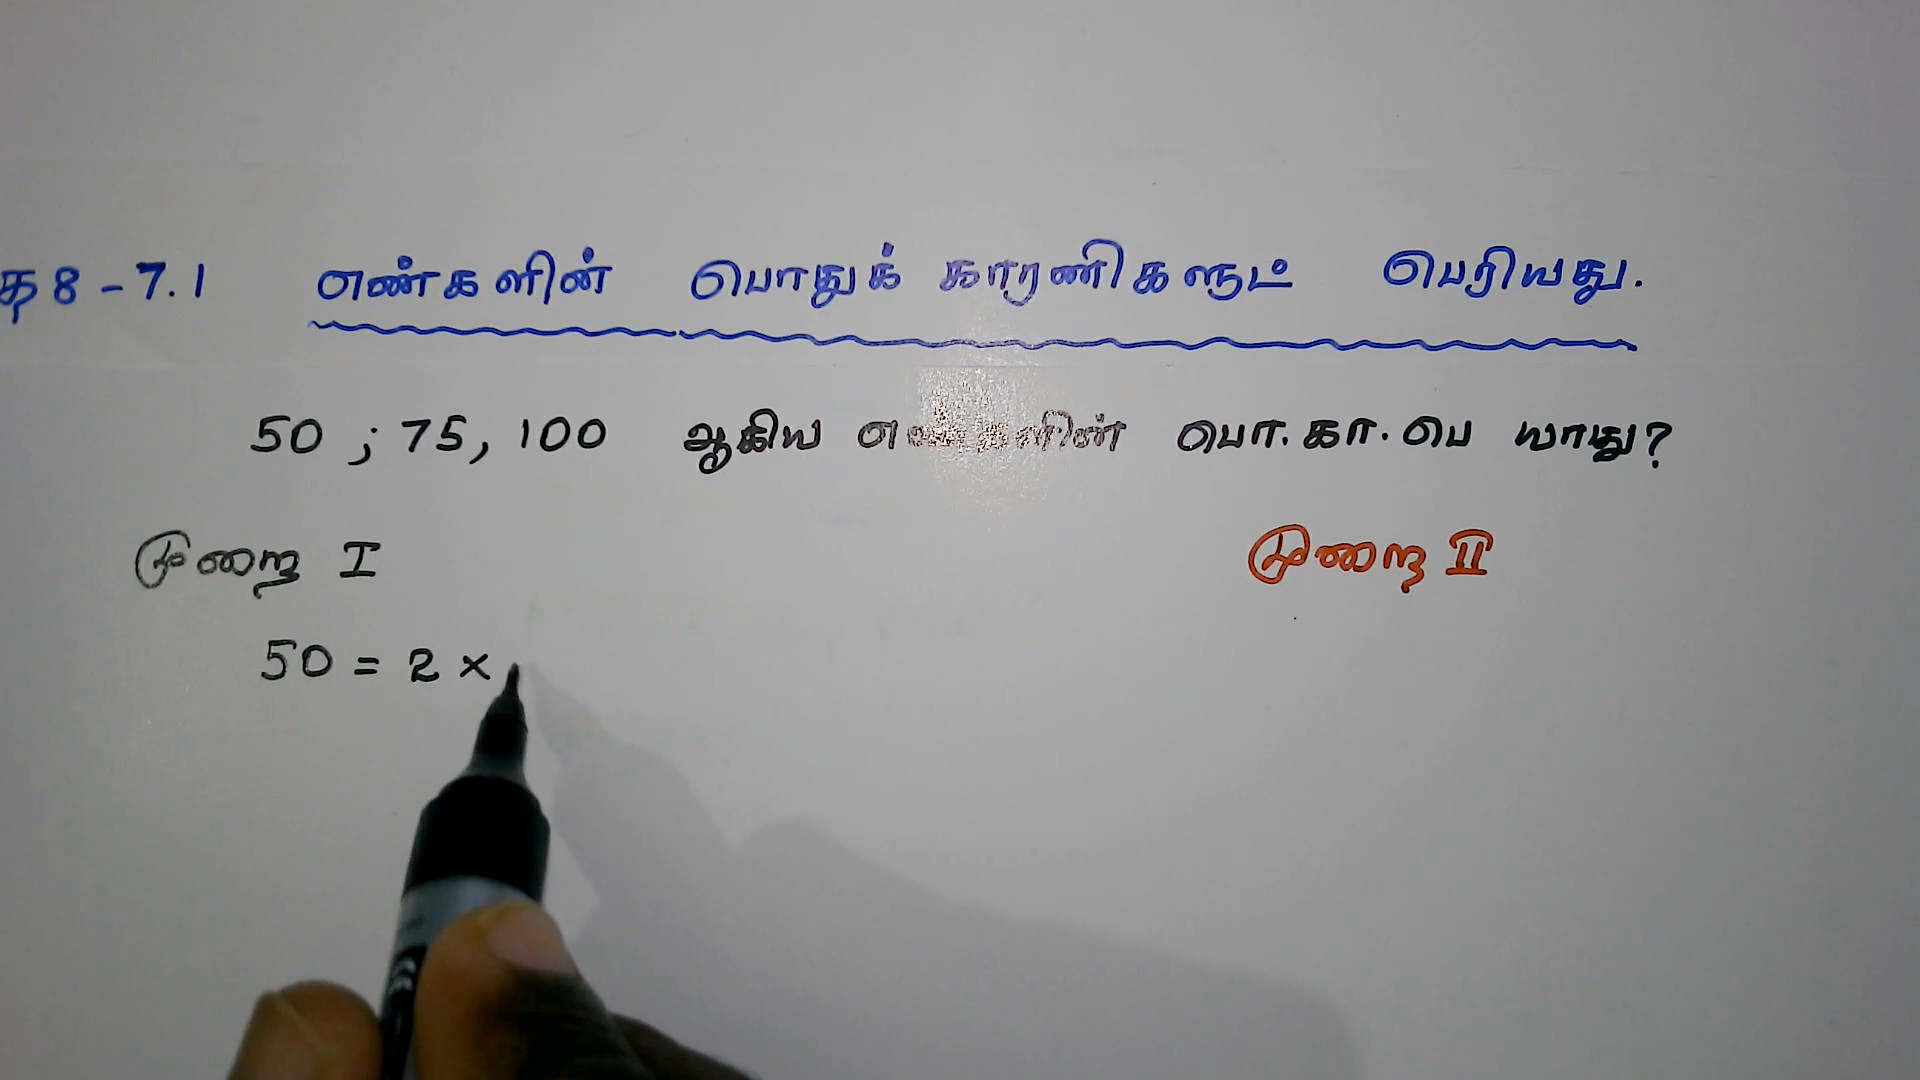 த 8 - 7.1 எண்களின் பொதுக் காரணிகளுட் பெரியது.
50 ; 75, 100 ஆகிய எண்களின் பொ.கா.பெ யாது?
முறை I முறை II
50 = 2 ×